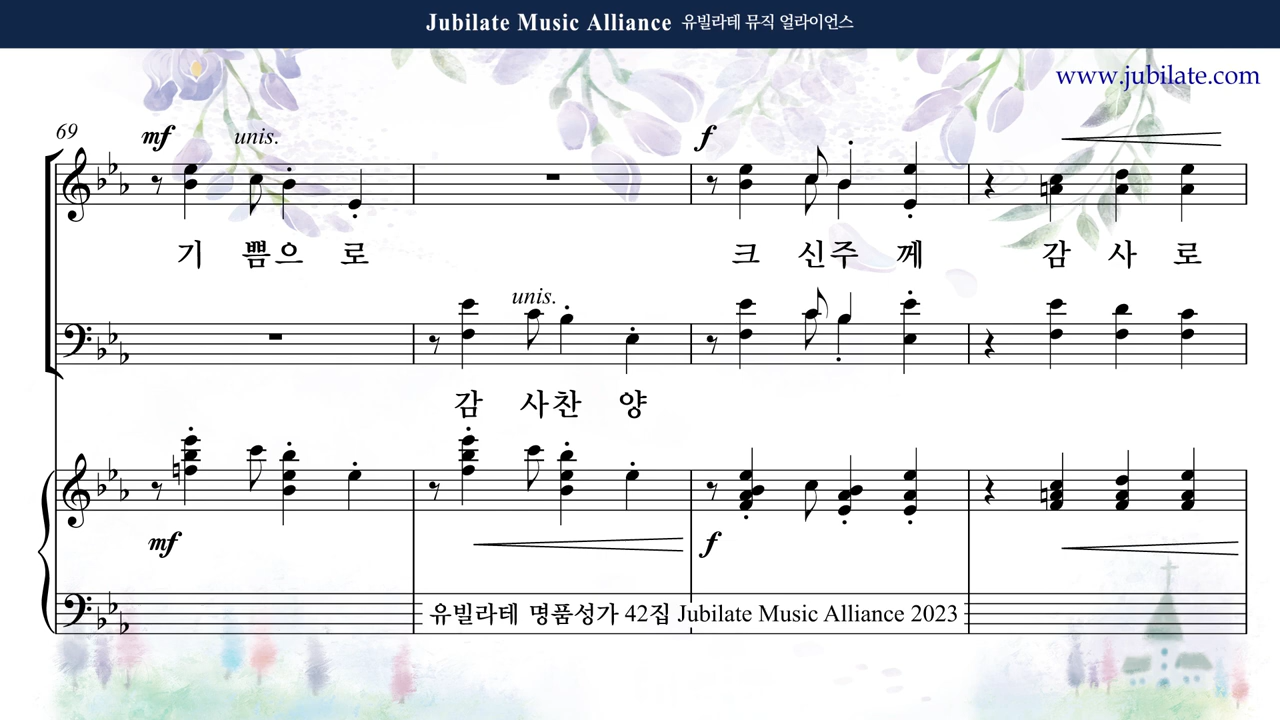 Jubilate Music Alliance 유빌라테 뮤직 얼라이언스
www.jubilate.com
69
mf unis. f
기 쁨으 로 크 신주 께 감 사 로
unis.
감 사찬 양
mf f
유빌라테 명품성가 42집 Jubilate Music Alliance 2023